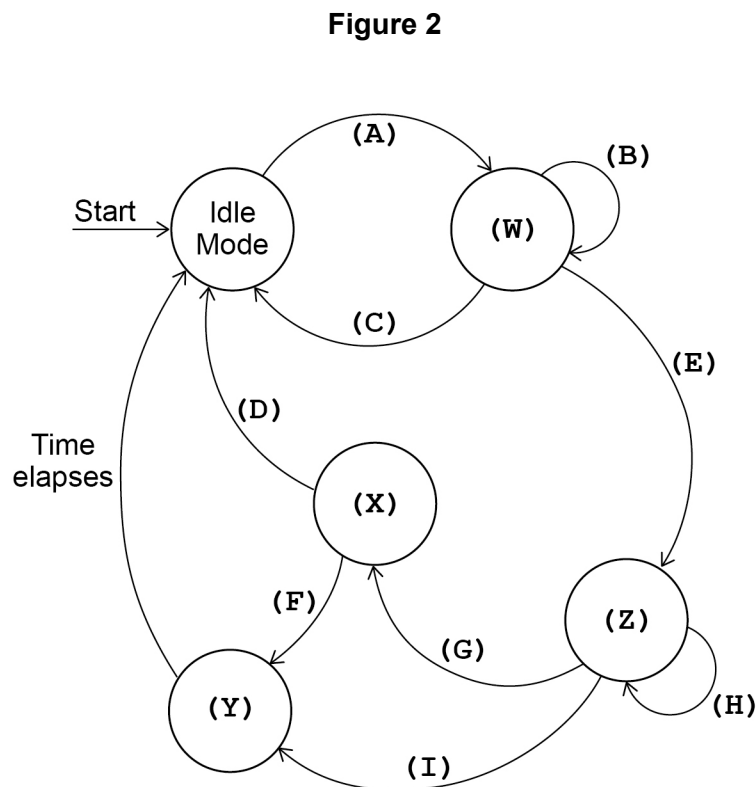 Figure 2
(A)
(B)
Start
Idle
Mode
(W)
(C)
(E)
(D)
Time
elapses
(X)
(F)
(Z)
(G)
(Y)
(H)
(I)